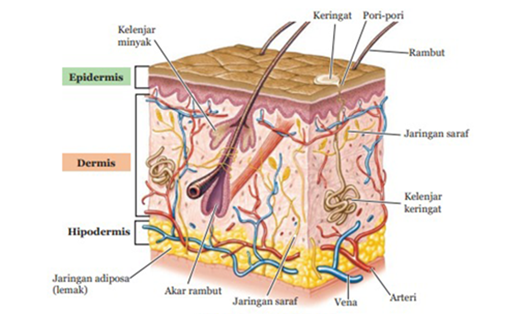 Keringat
Pori-pori
Kelenjar
minyak
Rambut
Epidermis
Jaringan saraf
Dermis
Kelenjar
keringat
Hipodermis
Jaringan adiposa
(lemak)
Akar rambut
Jaringan saraf
Vena
Arteri